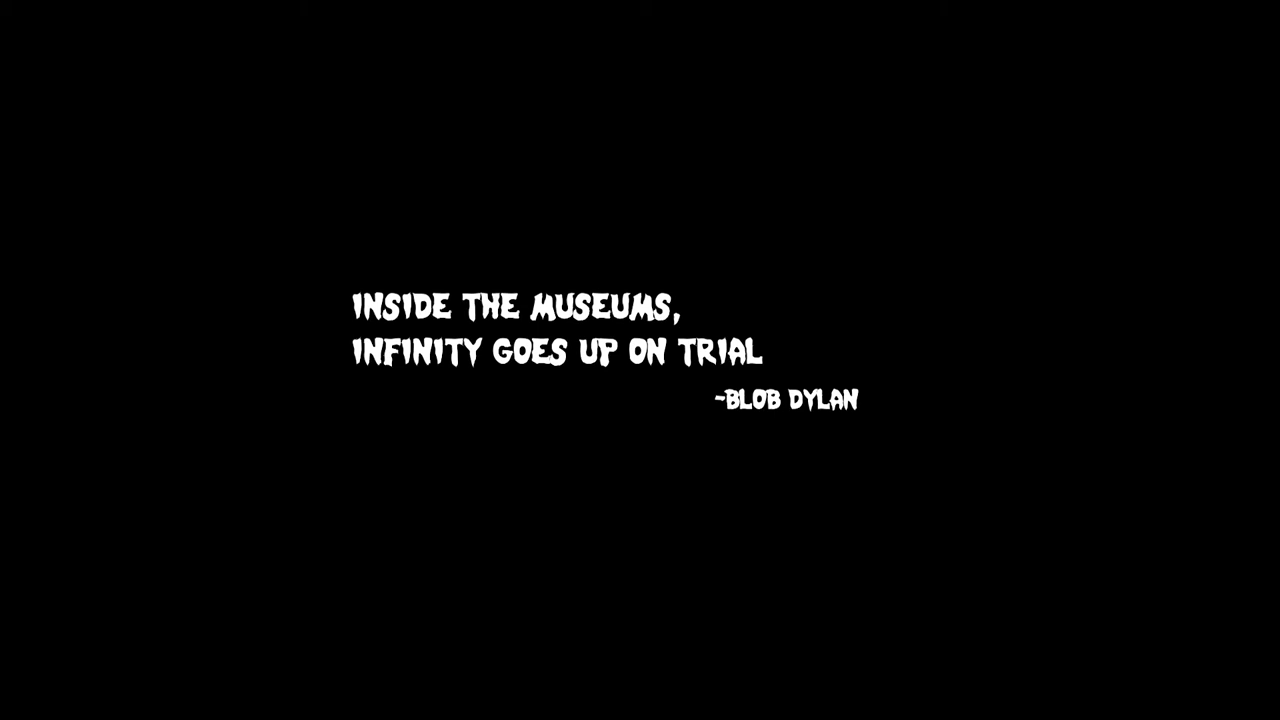 INSIDE THE MUSEUMS,
INFINITY GOES UP ON TRIAL
-BLOB DYLAN